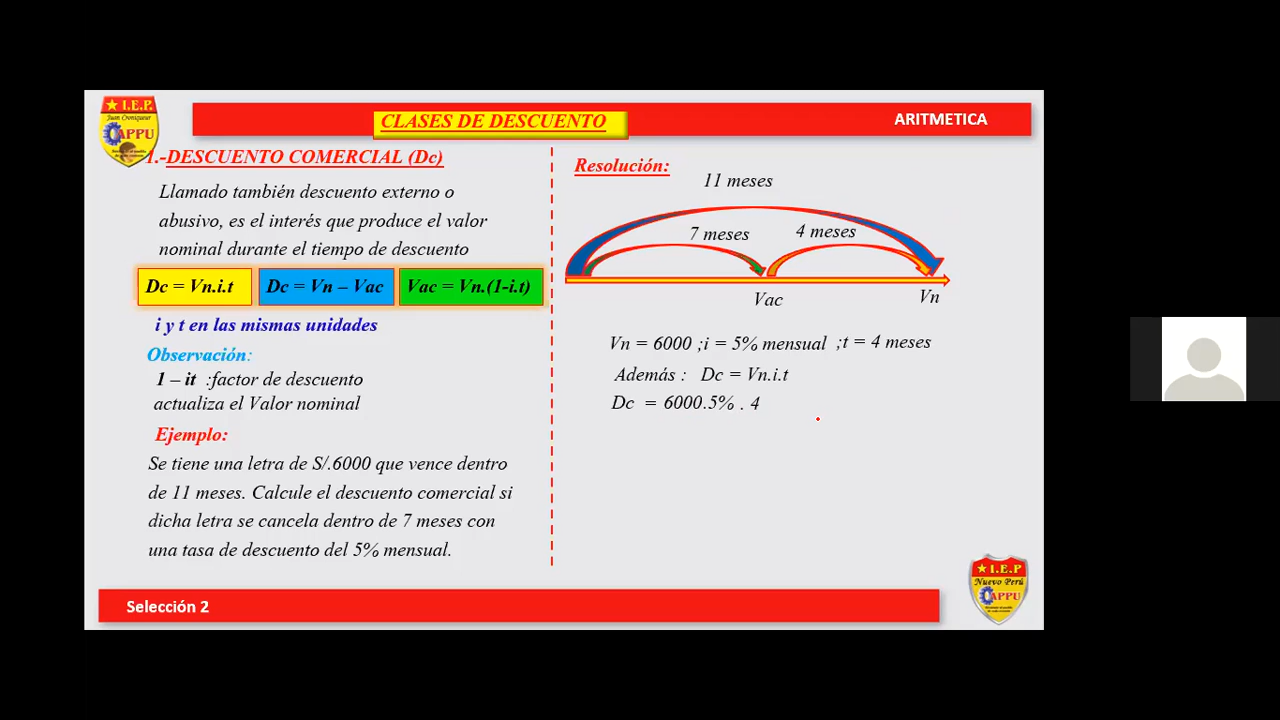 CLASES DE DESCUENTO
ARITMETICA
I.E.P.
Juan Croniqueur
APPU
1.-DESCUENTO COMERCIAL (Dc)
Llamado también descuento externo o
abusivo, es el interés que produce el valor
nominal durante el tiempo de descuento
Dc = Vn.i.t
Dc = Vn – Vac
Vac = Vn.(1-i.t)
i y t en las mismas unidades
Observación:
1 – it :factor de descuento
actualiza el Valor nominal
Ejemplo:
Se tiene una letra de S/.6000 que vence dentro
de 11 meses. Calcule el descuento comercial si
dicha letra se cancela dentro de 7 meses con
una tasa de descuento del 5% mensual.
Resolución:
11 meses
7 meses
4 meses
Vac
Vn
Vn = 6000 ;i = 5% mensual ;t = 4 meses
Además : Dc = Vn.i.t
Dc = 6000.5% . 4
I.E.P
Nuevo Perú
APPU
Selección 2